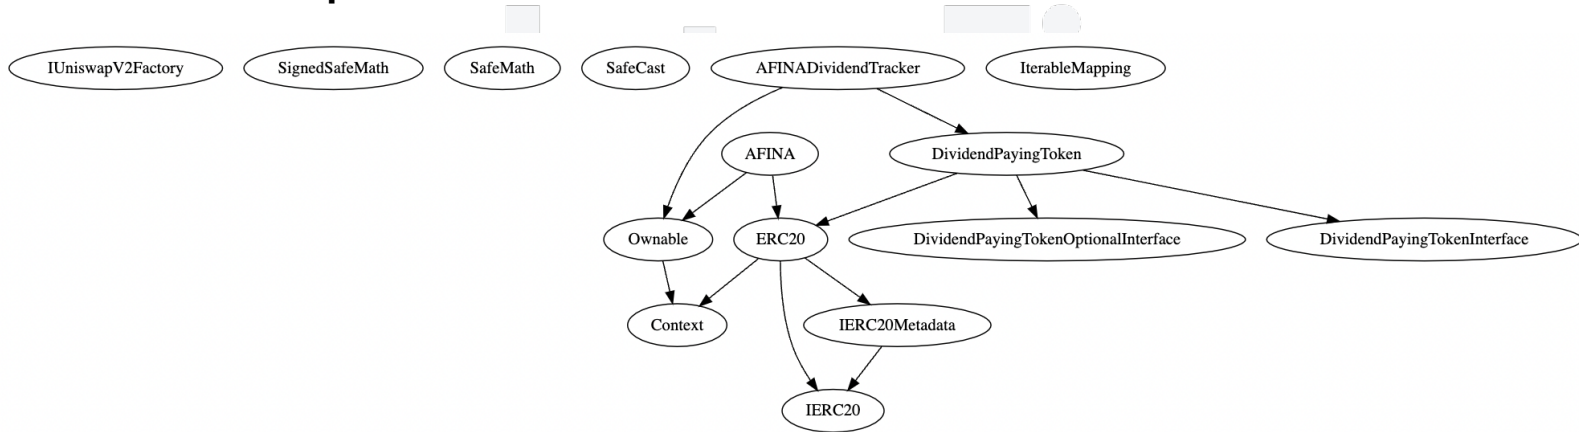 IUniswapV2Factory SignedSafeMath SafeMath SafeCast AFINADividendTracker IterableMapping
AFINA DividendPayingToken
Ownable ERC20 DividendPayingTokenOptionalInterface DividendPayingTokenInterface
Context IERC20Metadata
IERC20